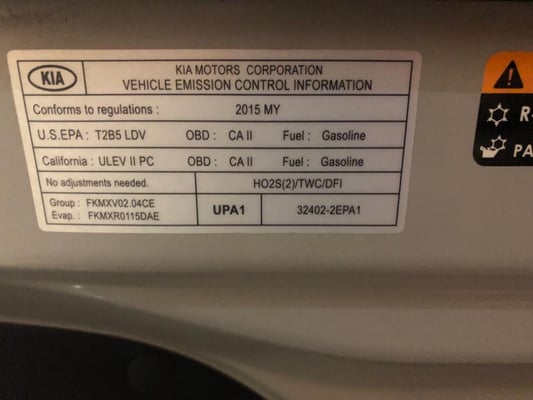 KIA
KIA MOTORS CORPORATION
VEHICLE EMISSION CONTROL INFORMATION
Conforms to regulations : 2015 MY
U.S.EPA : T2B5 LDV OBD : CA II Fuel : Gasoline
California : ULEV II PC OBD : CA II Fuel : Gasoline
No adjustments needed. HO2S(2)/TWC/DFI
Group : FKMXV02.04CE
Evap. : FKMXR0115DAE
UPA1 32402-2EPA1
R-
PA